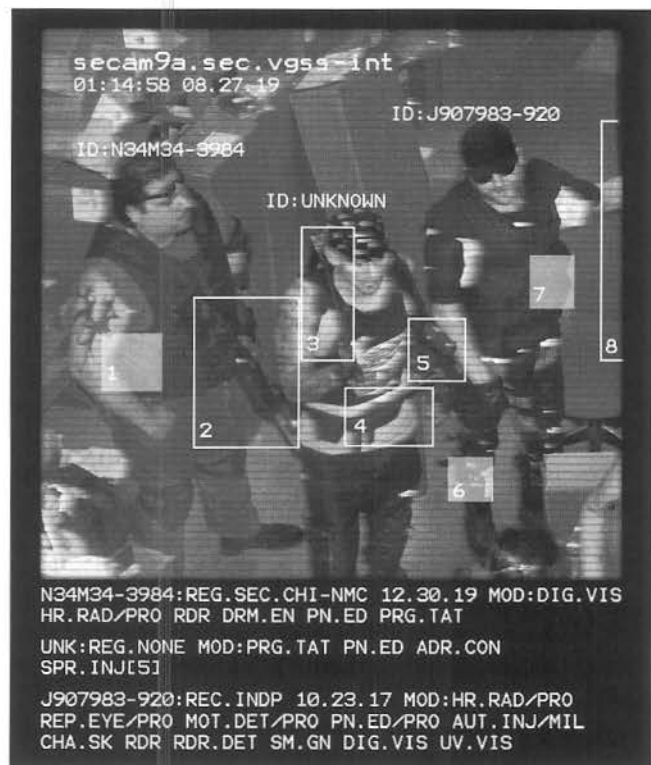 secam9a.sec.vgss-int
01:14:58 08.27.19
ID:J907983-920
ID:N34M34-3984
ID:UNKNOWN
1
2
3
4
5
6
7
8
N34M34-3984:REG.SEC.CHI-NMC 12.30.19 MOD:DIG.VIS
HR.RAD/PRO RDR DRM.EN PN.ED PRG.TAT
UNK:REG.NONE MOD:PRG.TAT PN.ED ADR.CON
SPR.INJ[5]
J907983-920:REC.INDP 10.23.17 MOD:HR.RAD/PRO
REP.EYE/PRO MOT.DET/PRO PN.ED/PRO AUT.INJ/MIL
CHA.SK RDR RDR.DET SM.GN DIG.VIS UV.VIS